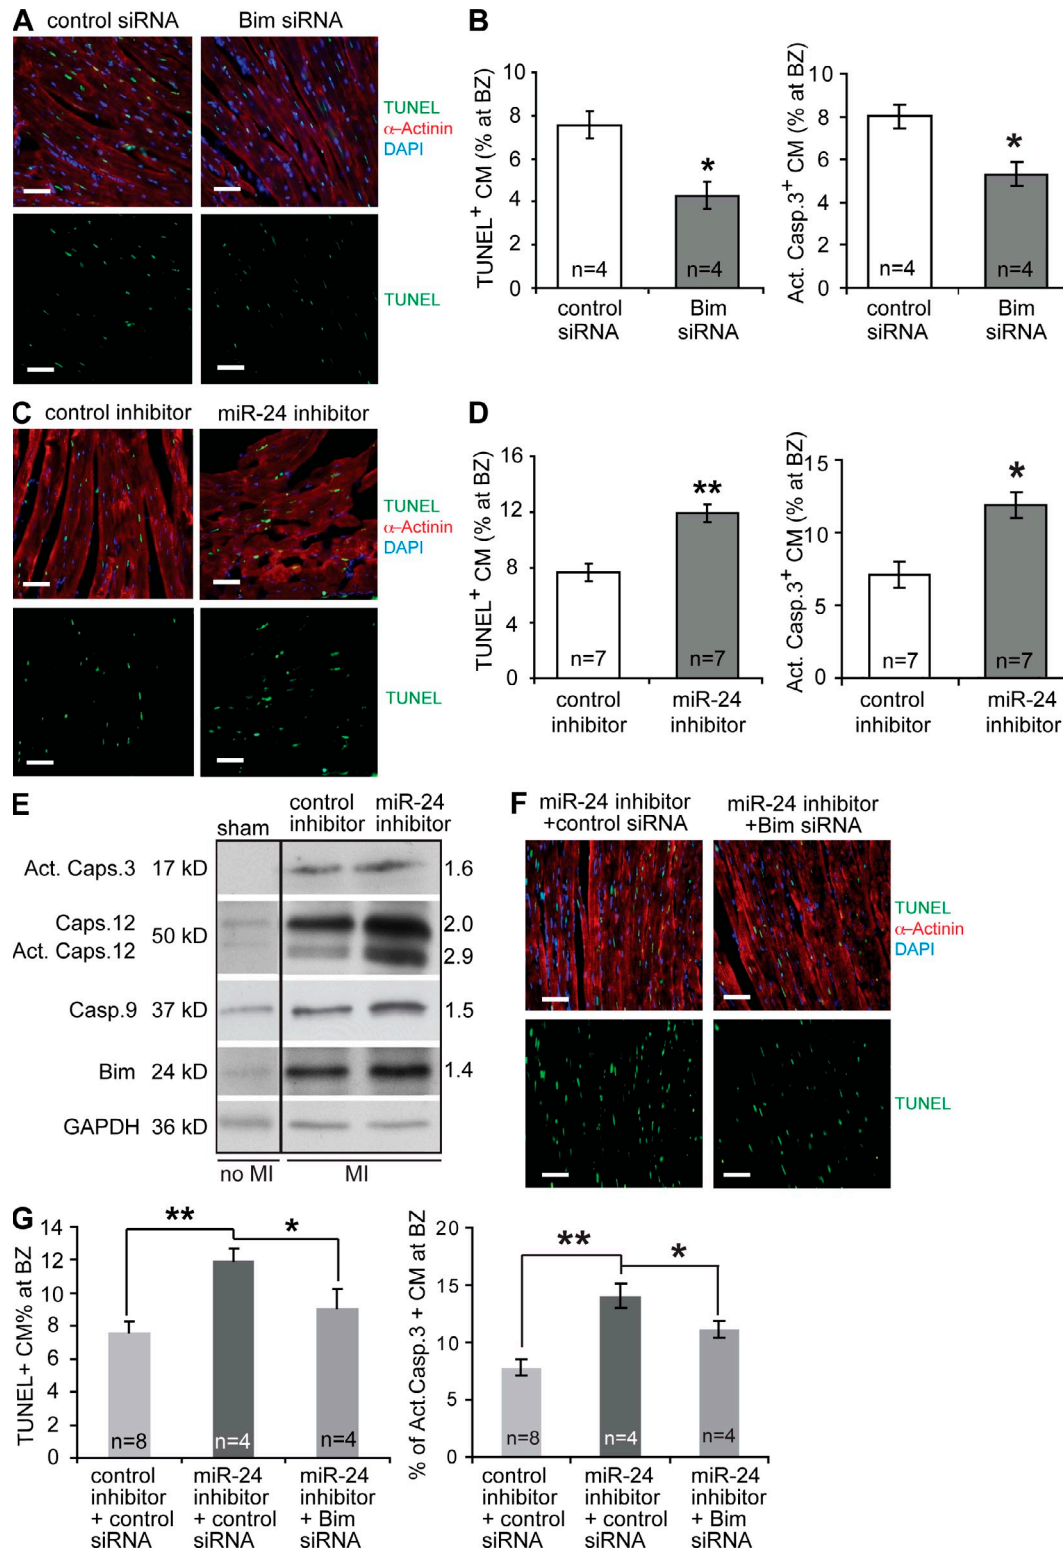 A
control siRNA
Bim siRNA
TUNEL
α–Actinin
DAPI
TUNEL
B
TUNEL+ CM (% at BZ)
10
8
6
4
2
0
*
n=4
n=4
control
siRNA
Bim
siRNA
Act. Casp.3+ CM (% at BZ)
10
8
6
4
2
0
*
n=4
n=4
control
siRNA
Bim
siRNA
C
control inhibitor
miR-24 inhibitor
TUNEL
α–Actinin
DAPI
TUNEL
D
TUNEL+ CM (% at BZ)
16
12
8
4
0
**
n=7
n=7
control
inhibitor
miR-24
inhibitor
Act. Casp.3+ CM (% at BZ)
15
10
5
0
*
n=7
n=7
control
inhibitor
miR-24
inhibitor
E
sham
control
inhibitor
miR-24
inhibitor
Act. Caps.3 17 kD 1.6
Caps.12 2.0
50 kD
Act. Caps.12 2.9
Casp.9 37 kD 1.5
Bim 24 kD 1.4
GAPDH 36 kD
no MI
MI
F
miR-24 inhibitor
+control siRNA
miR-24 inhibitor
+Bim siRNA
TUNEL
α–Actinin
DAPI
TUNEL
G
TUNEL+ CM% at BZ
14
12
10
8
6
4
2
0
**
*
n=8
n=4
n=4
control
inhibitor
+ control
siRNA
miR-24
inhibitor
+ control
siRNA
miR-24
inhibitor
+ Bim
siRNA
% of Act.Casp.3 + CM at BZ
20
15
10
5
0
**
*
n=8
n=4
n=4
control
inhibitor
+ control
siRNA
miR-24
inhibitor
+ control
siRNA
miR-24
inhibitor
+ Bim
siRNA